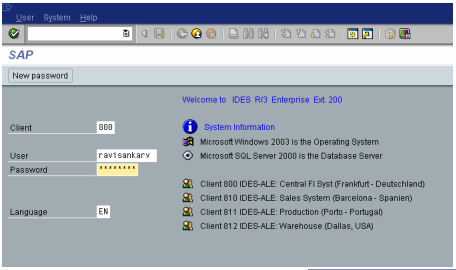 User System Help
SAP
New password
Welcome to IDES R/3 Enterprise Ext. 200
Client 800
System Information
Microsoft Windows 2003 is the Operating System
User ravisankarv
Microsoft SQL Server 2000 is the Database Server
Password ********
Client 800 IDES-ALE: Central FI Syst (Frankfurt - Deutschland)
Client 810 IDES-ALE: Sales System (Barcelona - Spanien)
Language EN
Client 811 IDES-ALE: Production (Porto - Portugal)
Client 812 IDES-ALE: Warehouse (Dallas, USA)